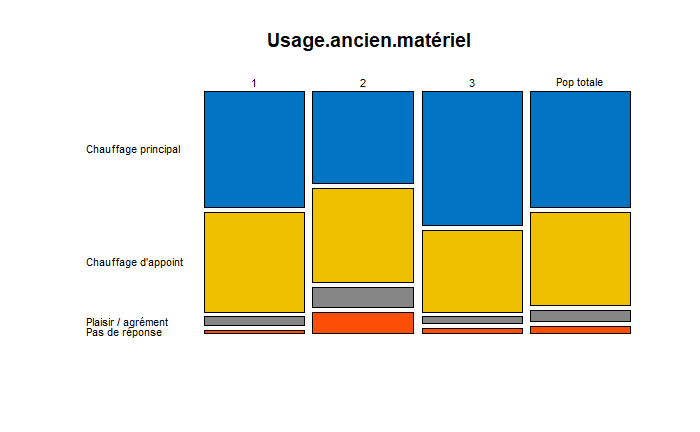 Usage.ancien.matériel
1 2 3 Pop totale
Chauffage principal
Chauffage d'appoint
Plaisir / agrément
Pas de réponse